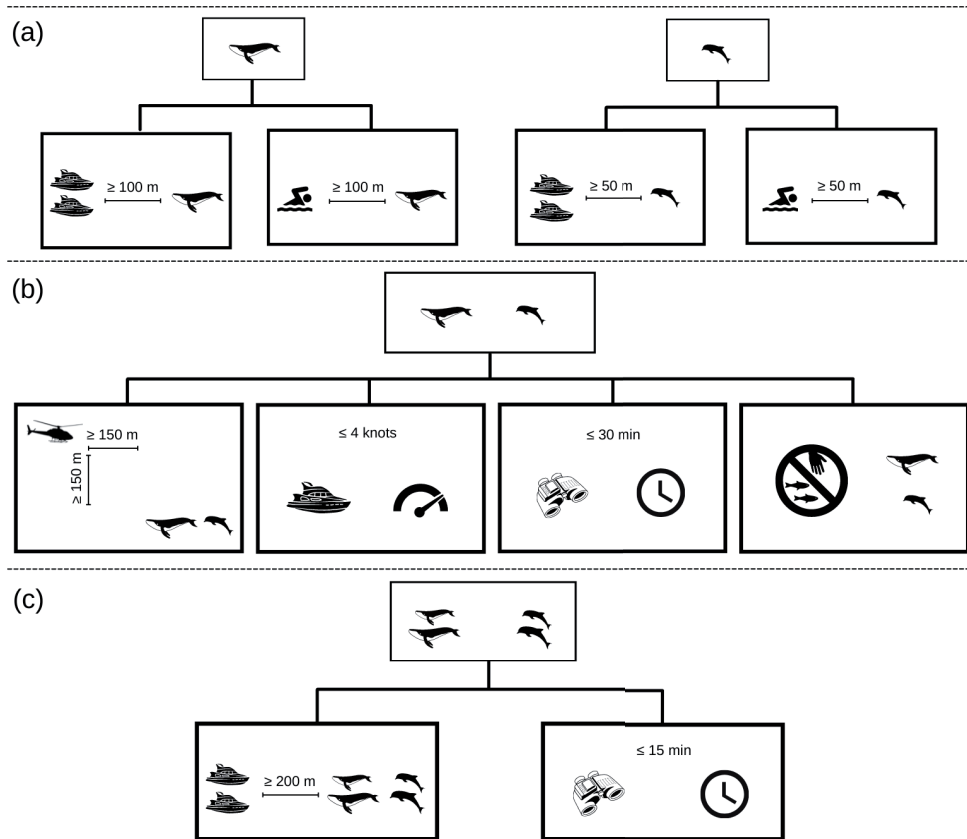 (a)
≥ 100 m
≥ 100 m
≥ 50 m
≥ 50 m
(b)
≥ 150 m
≥ 150 m
≤ 4 knots
≤ 30 min
(c)
≥ 200 m
≤ 15 min